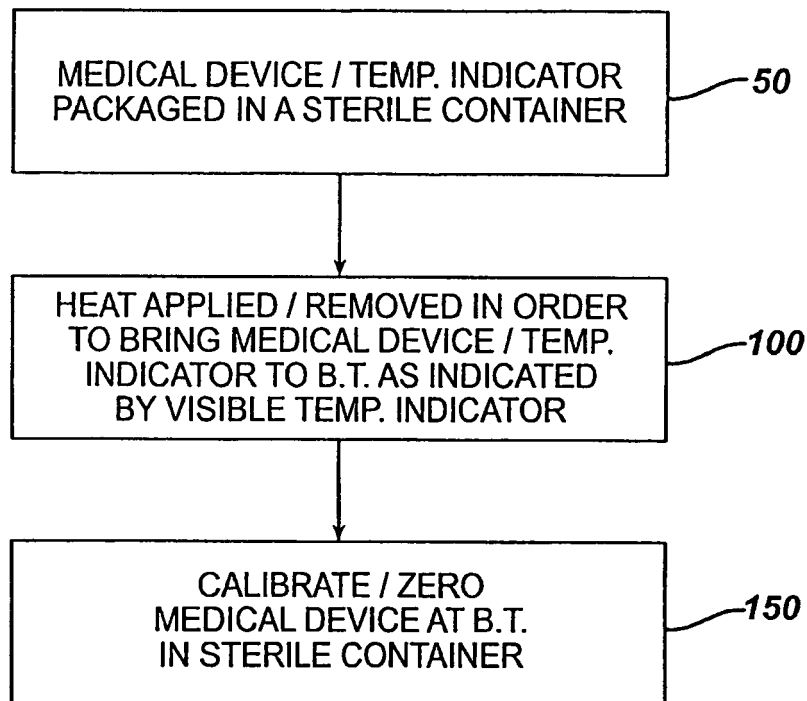 MEDICAL DEVICE / TEMP. INDICATOR
PACKAGED IN A STERILE CONTAINER
50
HEAT APPLIED / REMOVED IN ORDER
TO BRING MEDICAL DEVICE / TEMP.
INDICATOR TO B.T. AS INDICATED
BY VISIBLE TEMP. INDICATOR
100
CALIBRATE / ZERO
MEDICAL DEVICE AT B.T.
IN STERILE CONTAINER
150